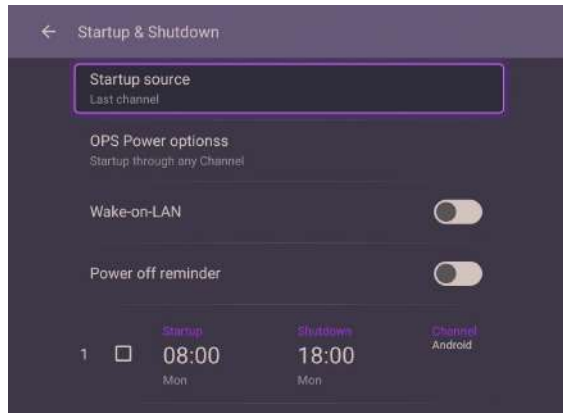 Startup & Shutdown
Startup source
Last channel
OPS Power optionss
Startup through any Channel
Wake-on-LAN
Power off reminder
Startup Shutdown Channel
1 08:00 18:00 Android
Mon Mon